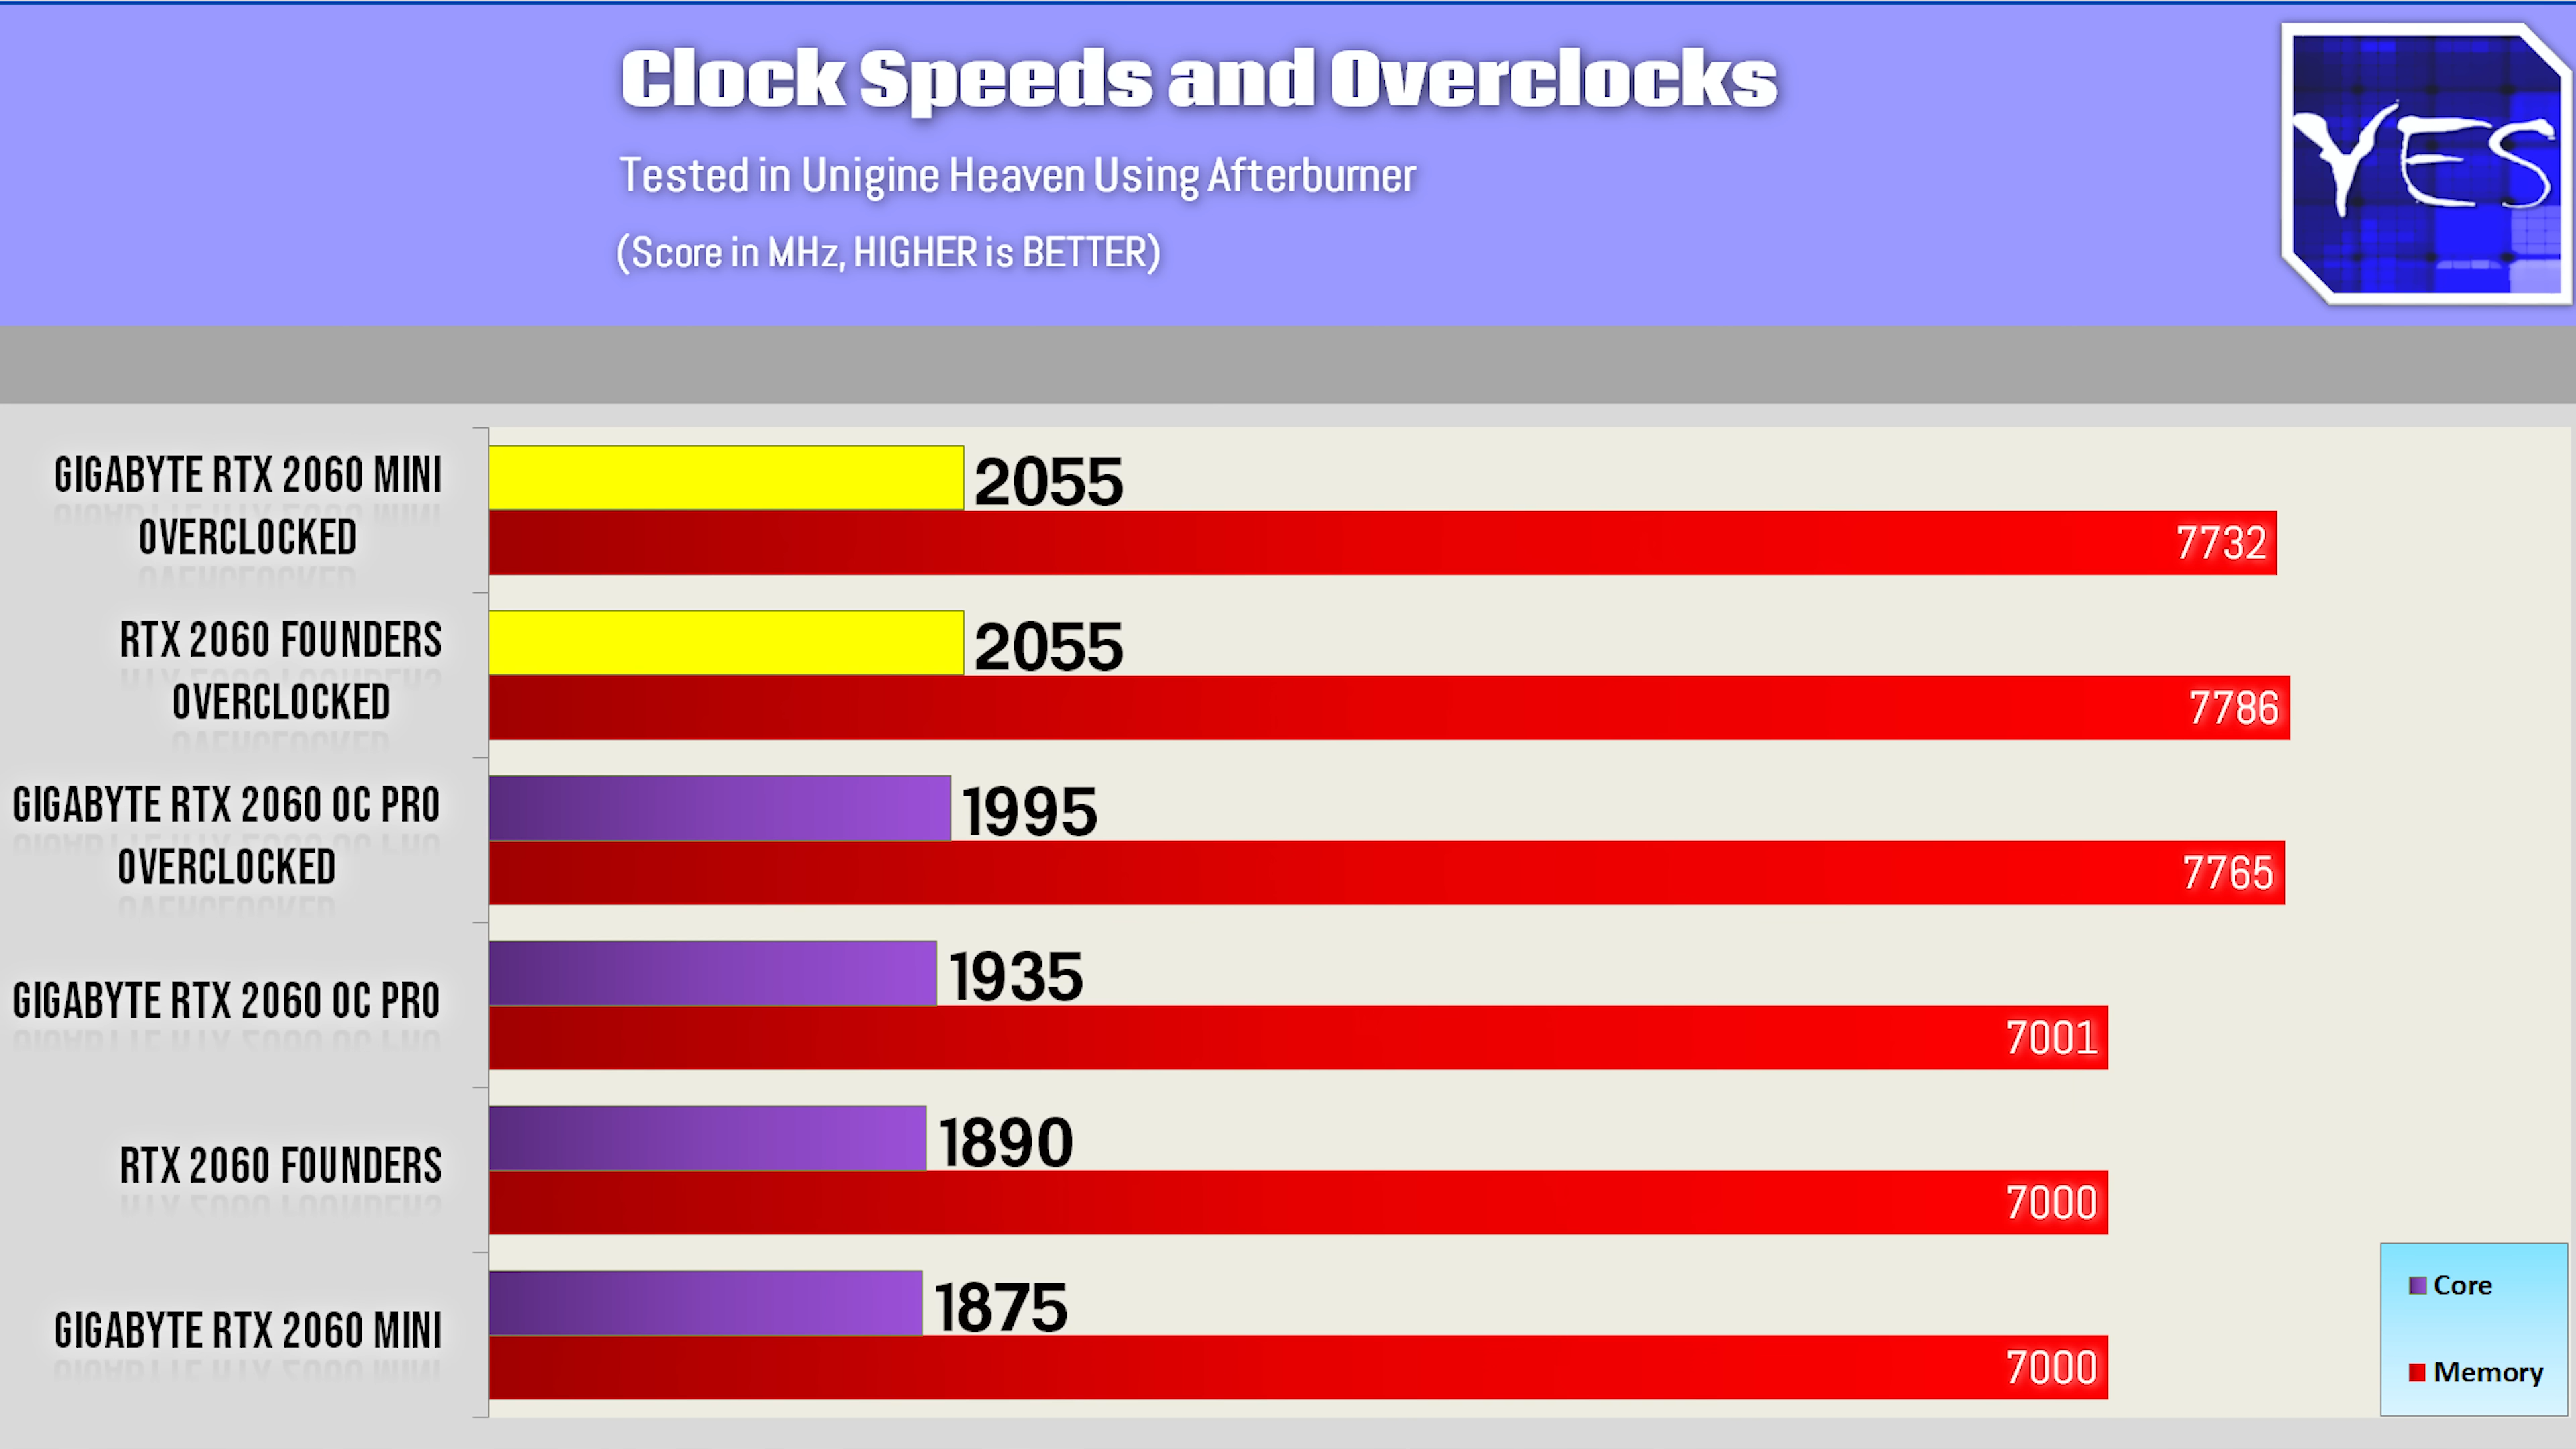 Clock Speeds and Overclocks
Tested in Unigine Heaven Using Afterburner
(Score in MHz, HIGHER is BETTER)
YES
GIGABYTE RTX 2060 MINI
OVERCLOCKED
2055
7732
RTX 2060 FOUNDERS
OVERCLOCKED
2055
7786
GIGABYTE RTX 2060 OC PRO
OVERCLOCKED
1995
7765
GIGABYTE RTX 2060 OC PRO
1935
7001
RTX 2060 FOUNDERS
1890
7000
GIGABYTE RTX 2060 MINI
1875
7000
Core
Memory